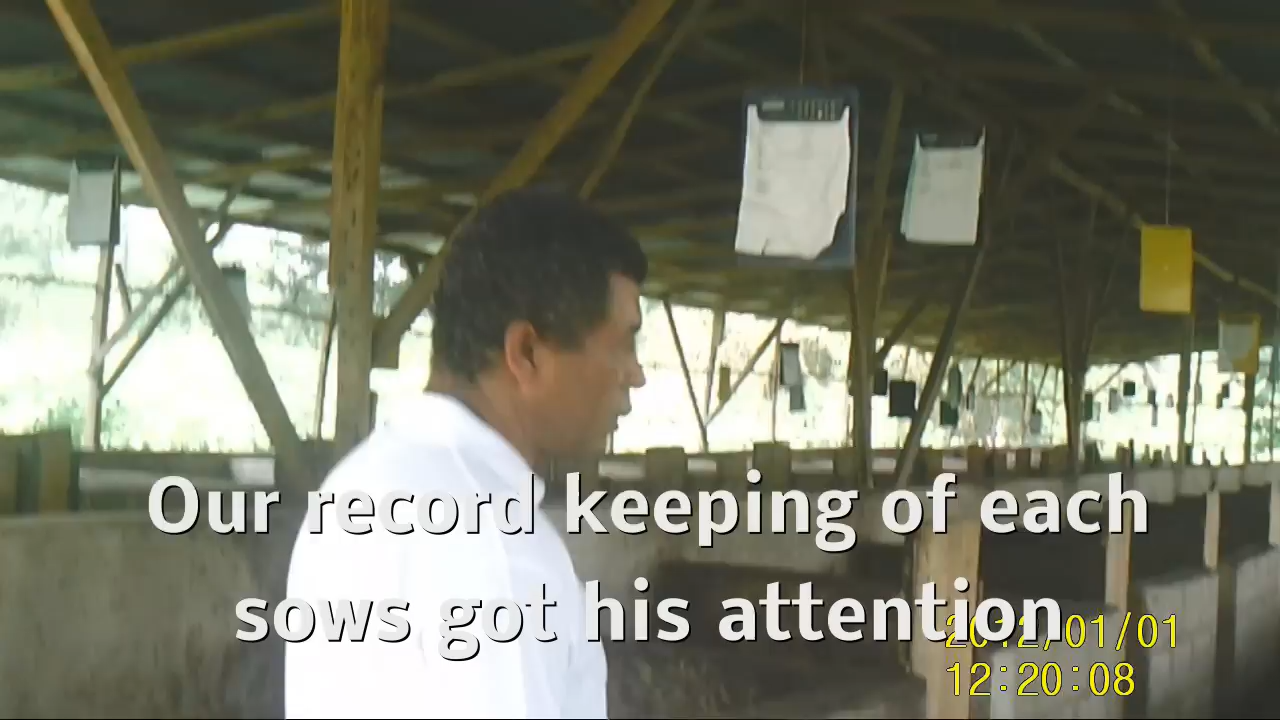 Our record keeping of each
sows got his attention
2012/01/01
12:20:08